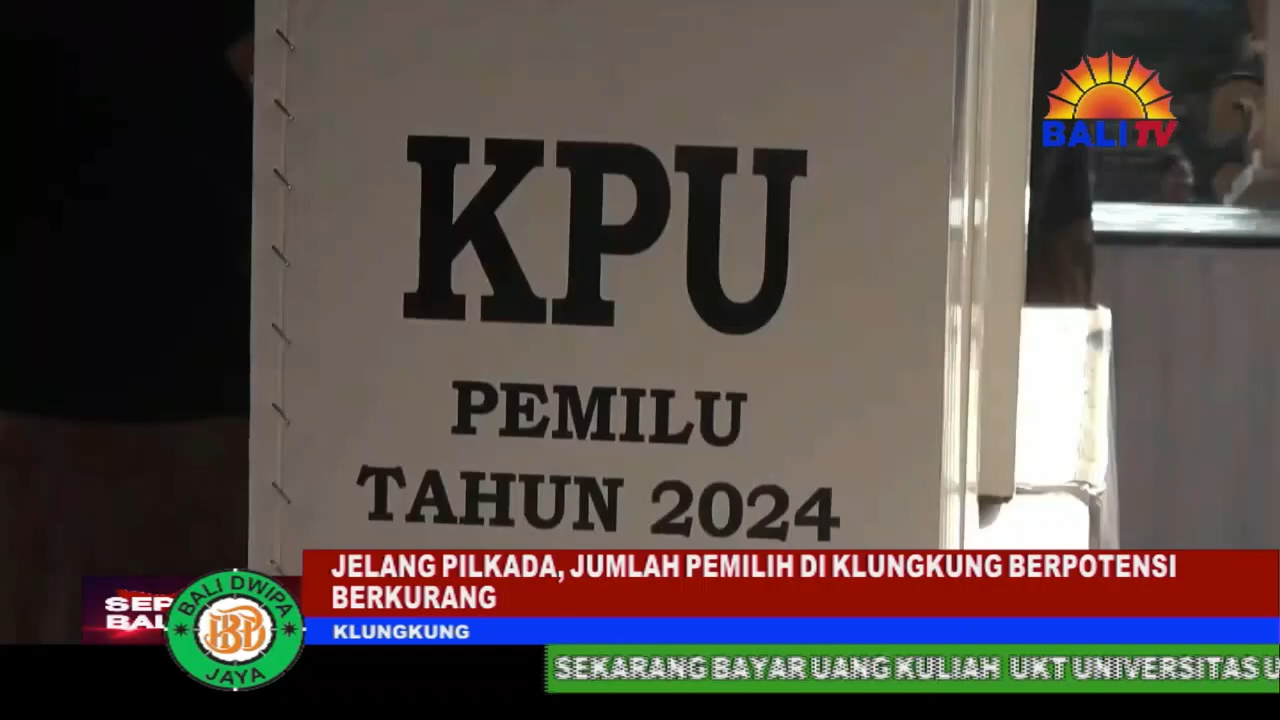 KPU
PEMILU
TAHUN 2024
BALI TV
JELANG PILKADA, JUMLAH PEMILIH DI KLUNGKUNG BERPOTENSI
BERKURANG
KLUNGKUNG
BALI DWIPA
JAYA
SEKARANG BAYAR UANG KULIAH UKT UNIVERSITAS